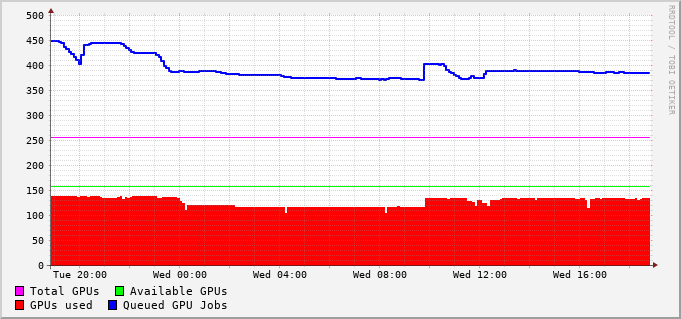 500
450
400
350
300
250
200
150
100
50
0
Tue 20:00 Wed 00:00 Wed 04:00 Wed 08:00 Wed 12:00 Wed 16:00
Total GPUs Available GPUs
GPUs used Queued GPU Jobs
RRDTOOL / TOBI OETIKER